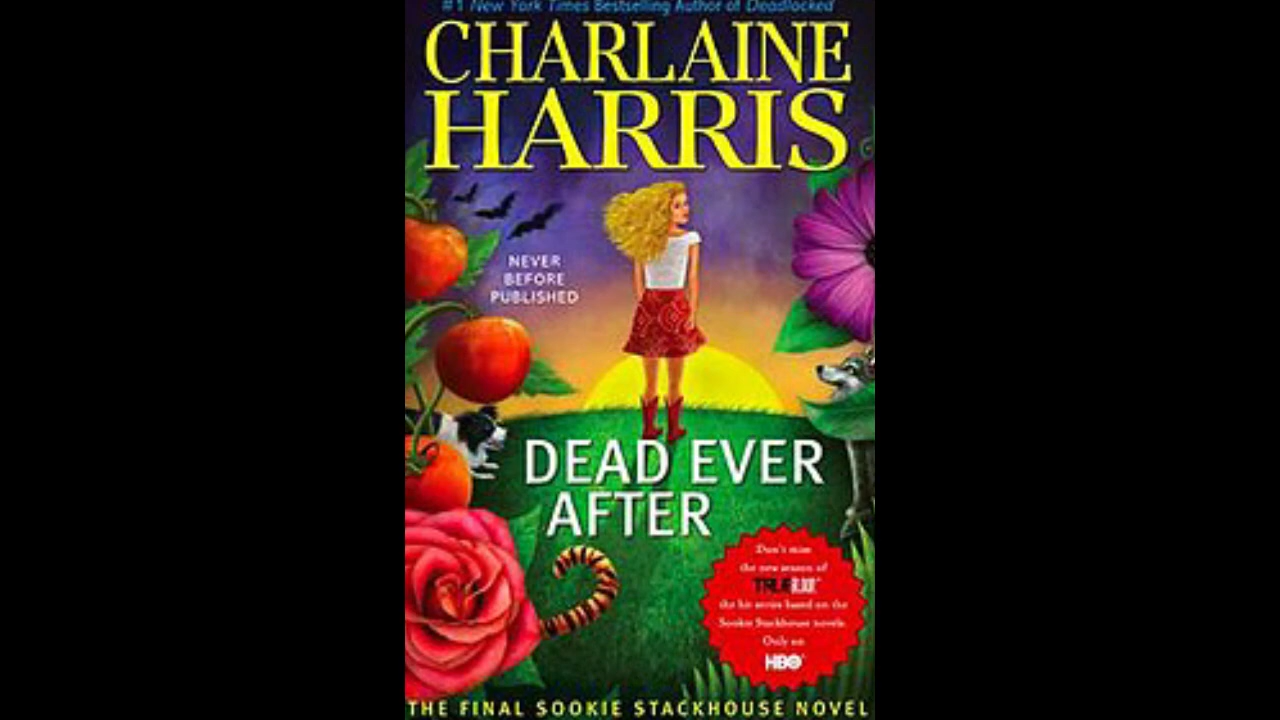 #1 New York Times Bestselling Author of Deadlocked
CHARLAINE
HARRIS
NEVER
BEFORE
PUBLISHED
DEAD EVER
AFTER
Don't miss
the new season of
TRUE BLOOD
the hit series based on the
Sookie Stackhouse novels.
Only on
HBO®
THE FINAL SOOKIE STACKHOUSE NOVEL